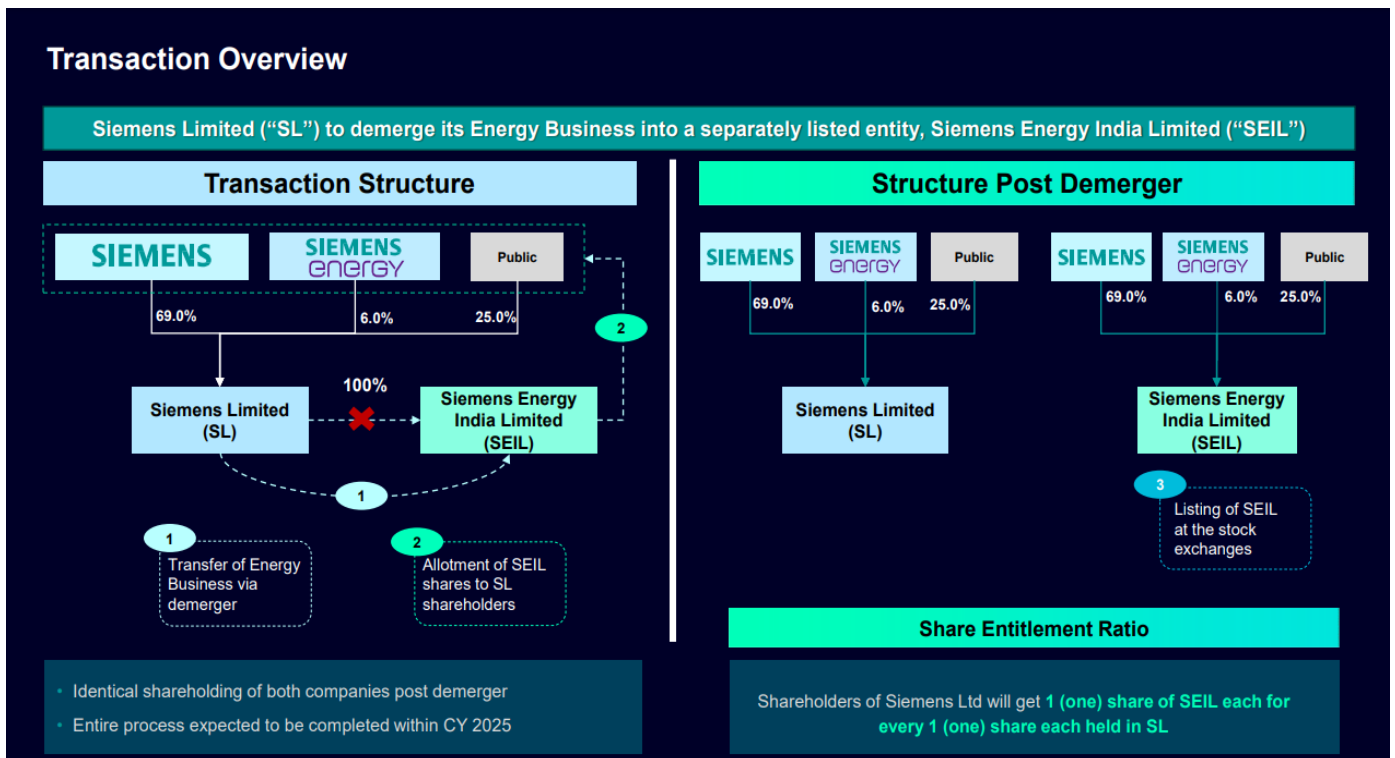 Transaction Overview
Siemens Limited (“SL”) to demerge its Energy Business into a separately listed entity, Siemens Energy India Limited (“SEIL”)
Transaction Structure
SIEMENS
SIEMENS
energy
Public
69.0%
6.0%
25.0%
2
100%
Siemens Limited
(SL)
Siemens Energy
India Limited
(SEIL)
1
1
Transfer of Energy
Business via
demerger
2
Allotment of SEIL
shares to SL
shareholders
• Identical shareholding of both companies post demerger
• Entire process expected to be completed within CY 2025
Structure Post Demerger
SIEMENS
SIEMENS
energy
Public
69.0%
6.0%
25.0%
Siemens Limited
(SL)
SIEMENS
SIEMENS
energy
Public
69.0%
6.0%
25.0%
Siemens Energy
India Limited
(SEIL)
3
Listing of SEIL
at the stock
exchanges
Share Entitlement Ratio
Shareholders of Siemens Ltd will get 1 (one) share of SEIL each for
every 1 (one) share each held in SL